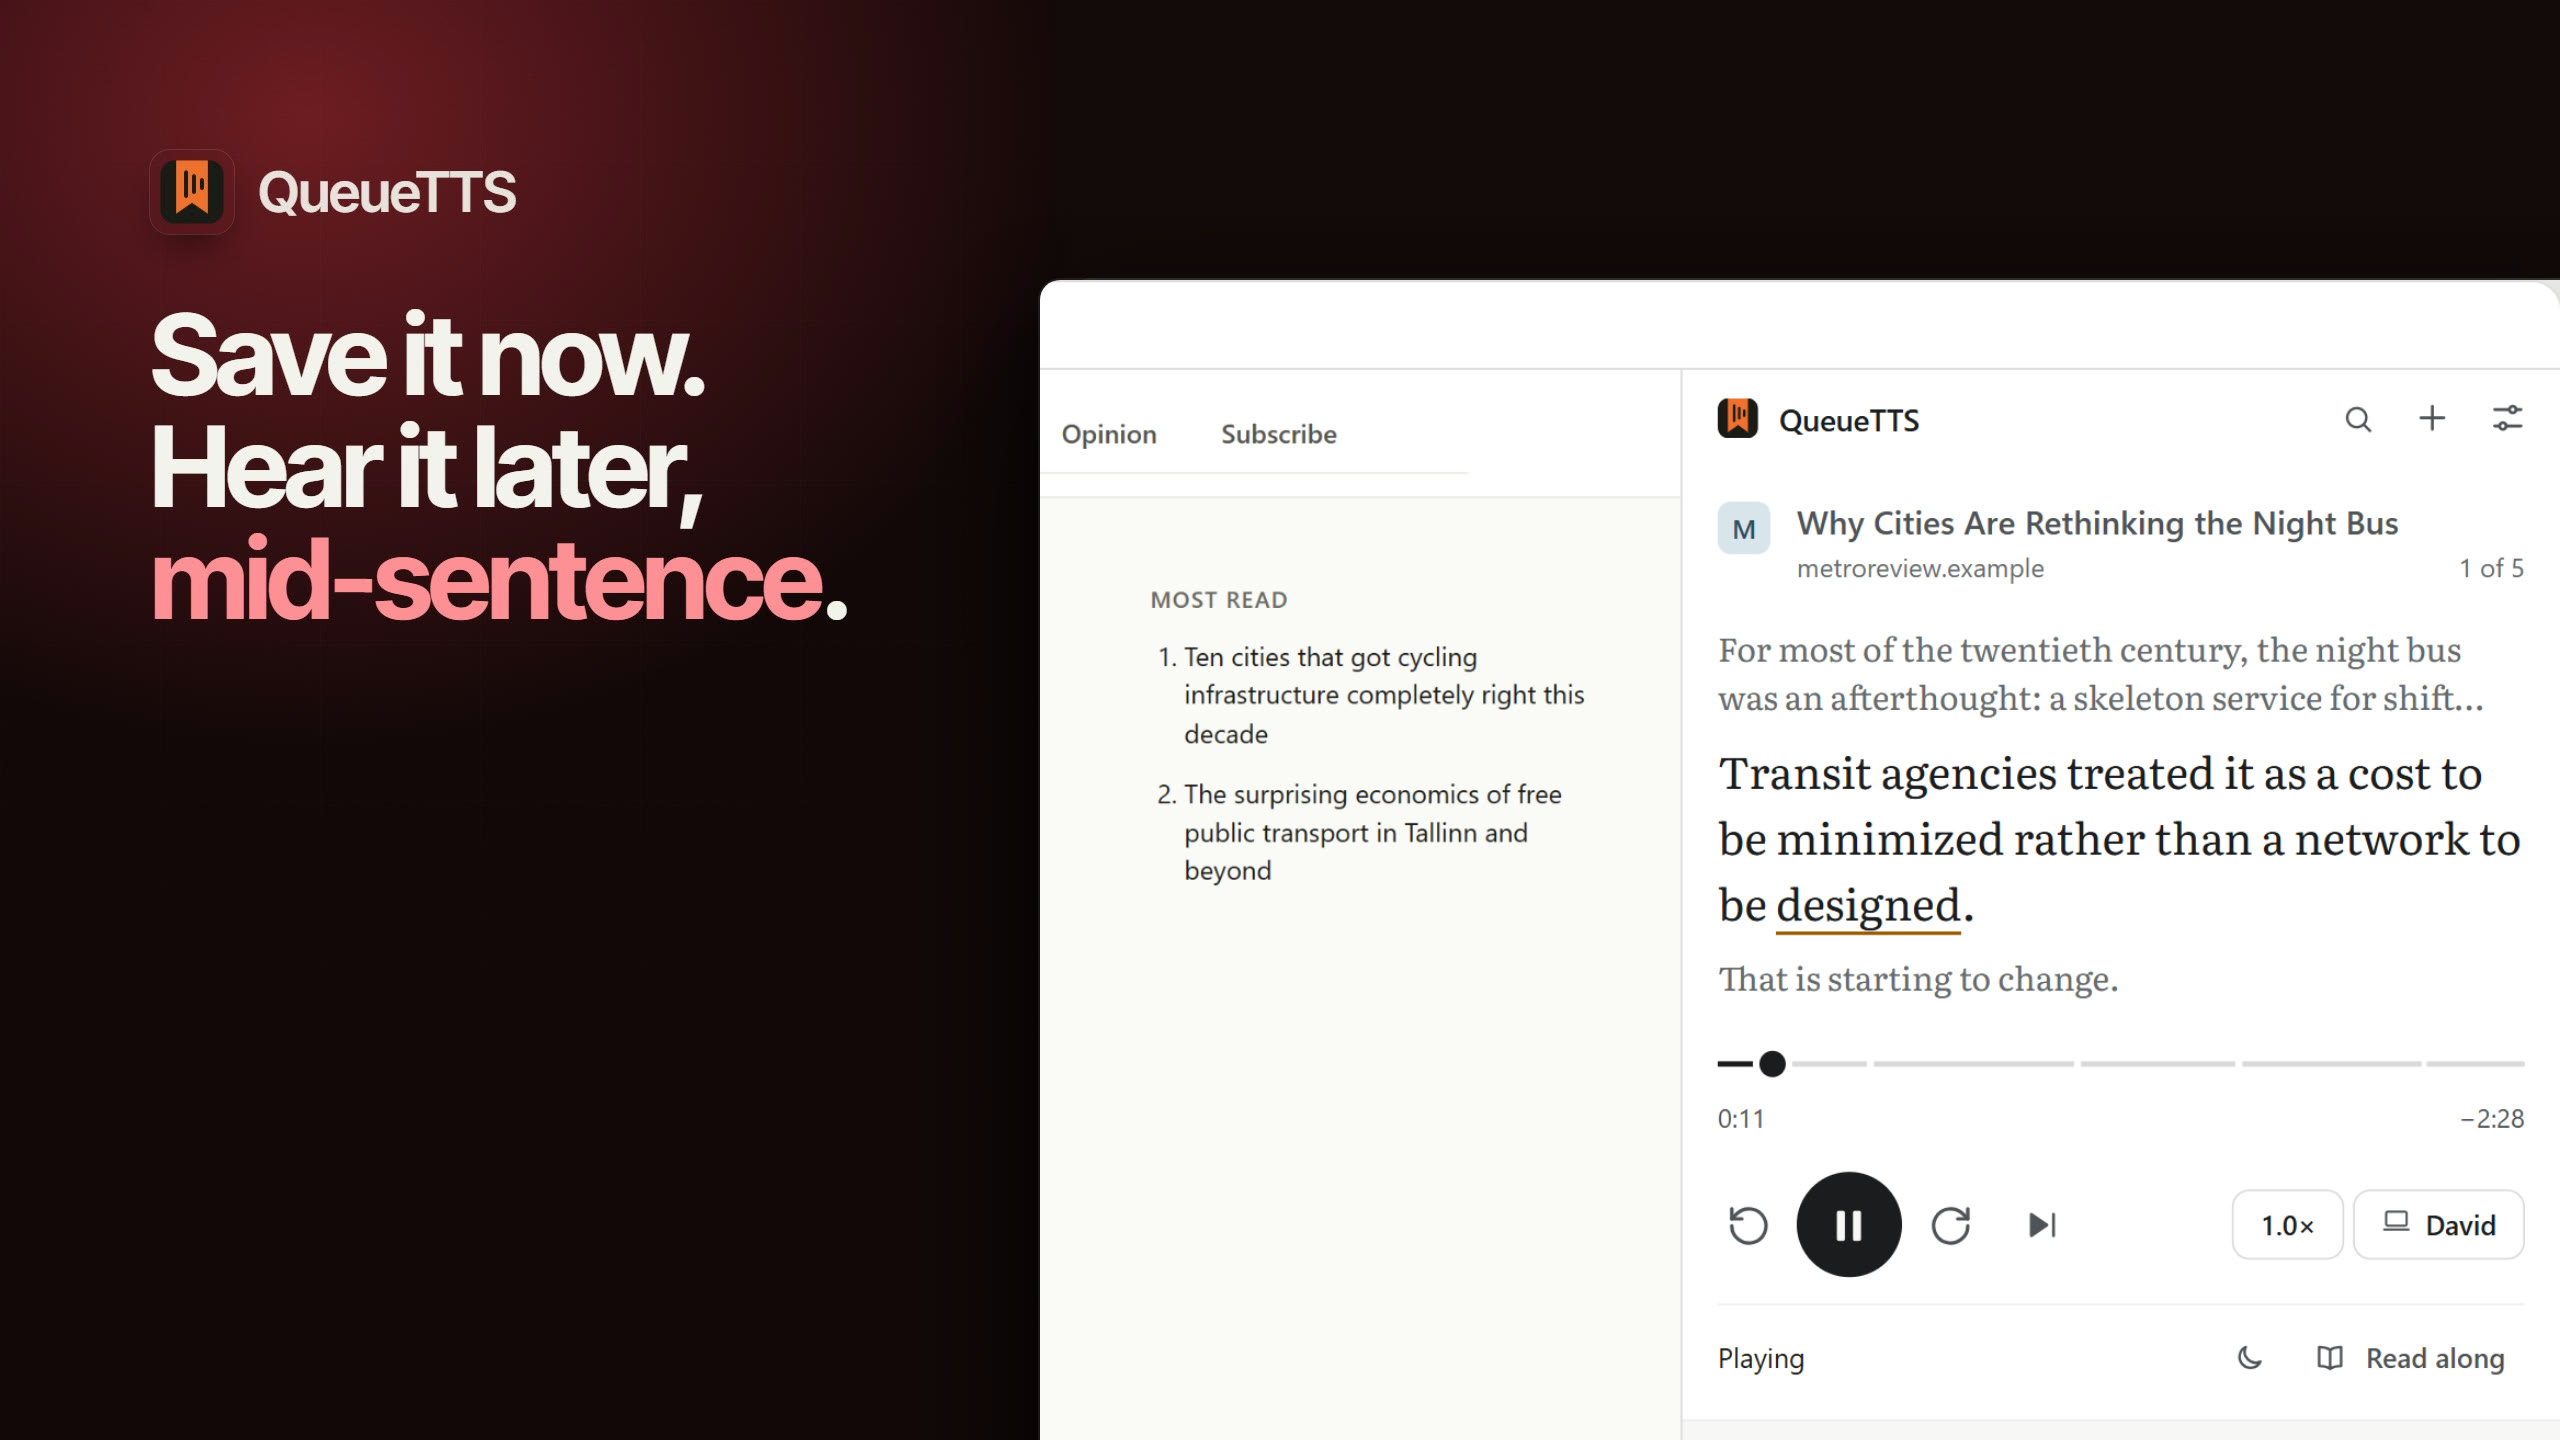 QueueTTS
Save it now.
Hear it later,
mid-sentence.
Opinion Subscribe
MOST READ
1. Ten cities that got cycling
infrastructure completely right this
decade
2. The surprising economics of free
public transport in Tallinn and
beyond
QueueTTS
M
Why Cities Are Rethinking the Night Bus
metroreview.example
1 of 5
For most of the twentieth century, the night bus
was an afterthought: a skeleton service for shift...
Transit agencies treated it as a cost to
be minimized rather than a network to
be designed.
That is starting to change.
0:11 −2:28
1.0× David
Playing Read along